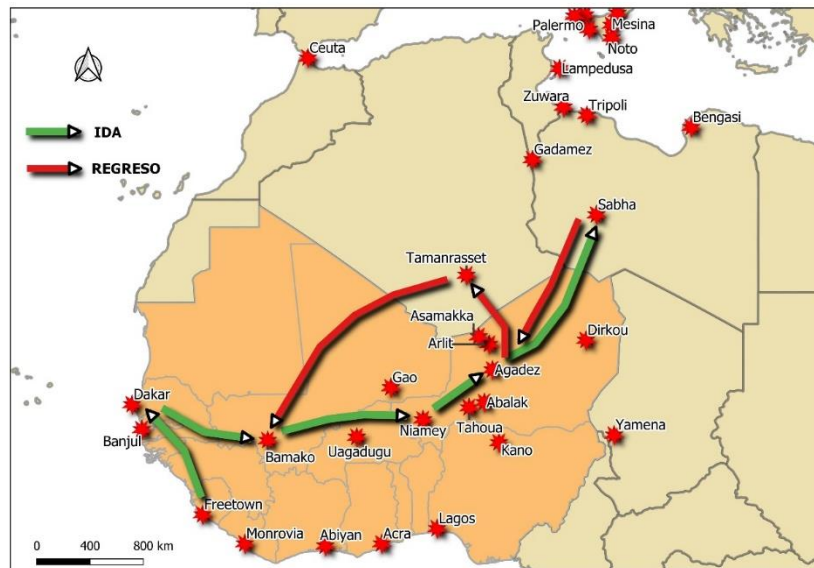 Palermo
Mesina
Noto
Ceuta
Lampedusa
Zuwara
Tripoli
Bengasi
IDA
Gadamez
REGRESO
Sabha
Tamanrasset
Asamakka
Dirkou
Arlit
Agadez
Gao
Dakar
Abalak
Banjul
Niamey
Tahoua
Yamena
Bamako
Uagadugu
Kano
Freetown
Lagos
Monrovia
Abiyan
Acra
0 400 800 km